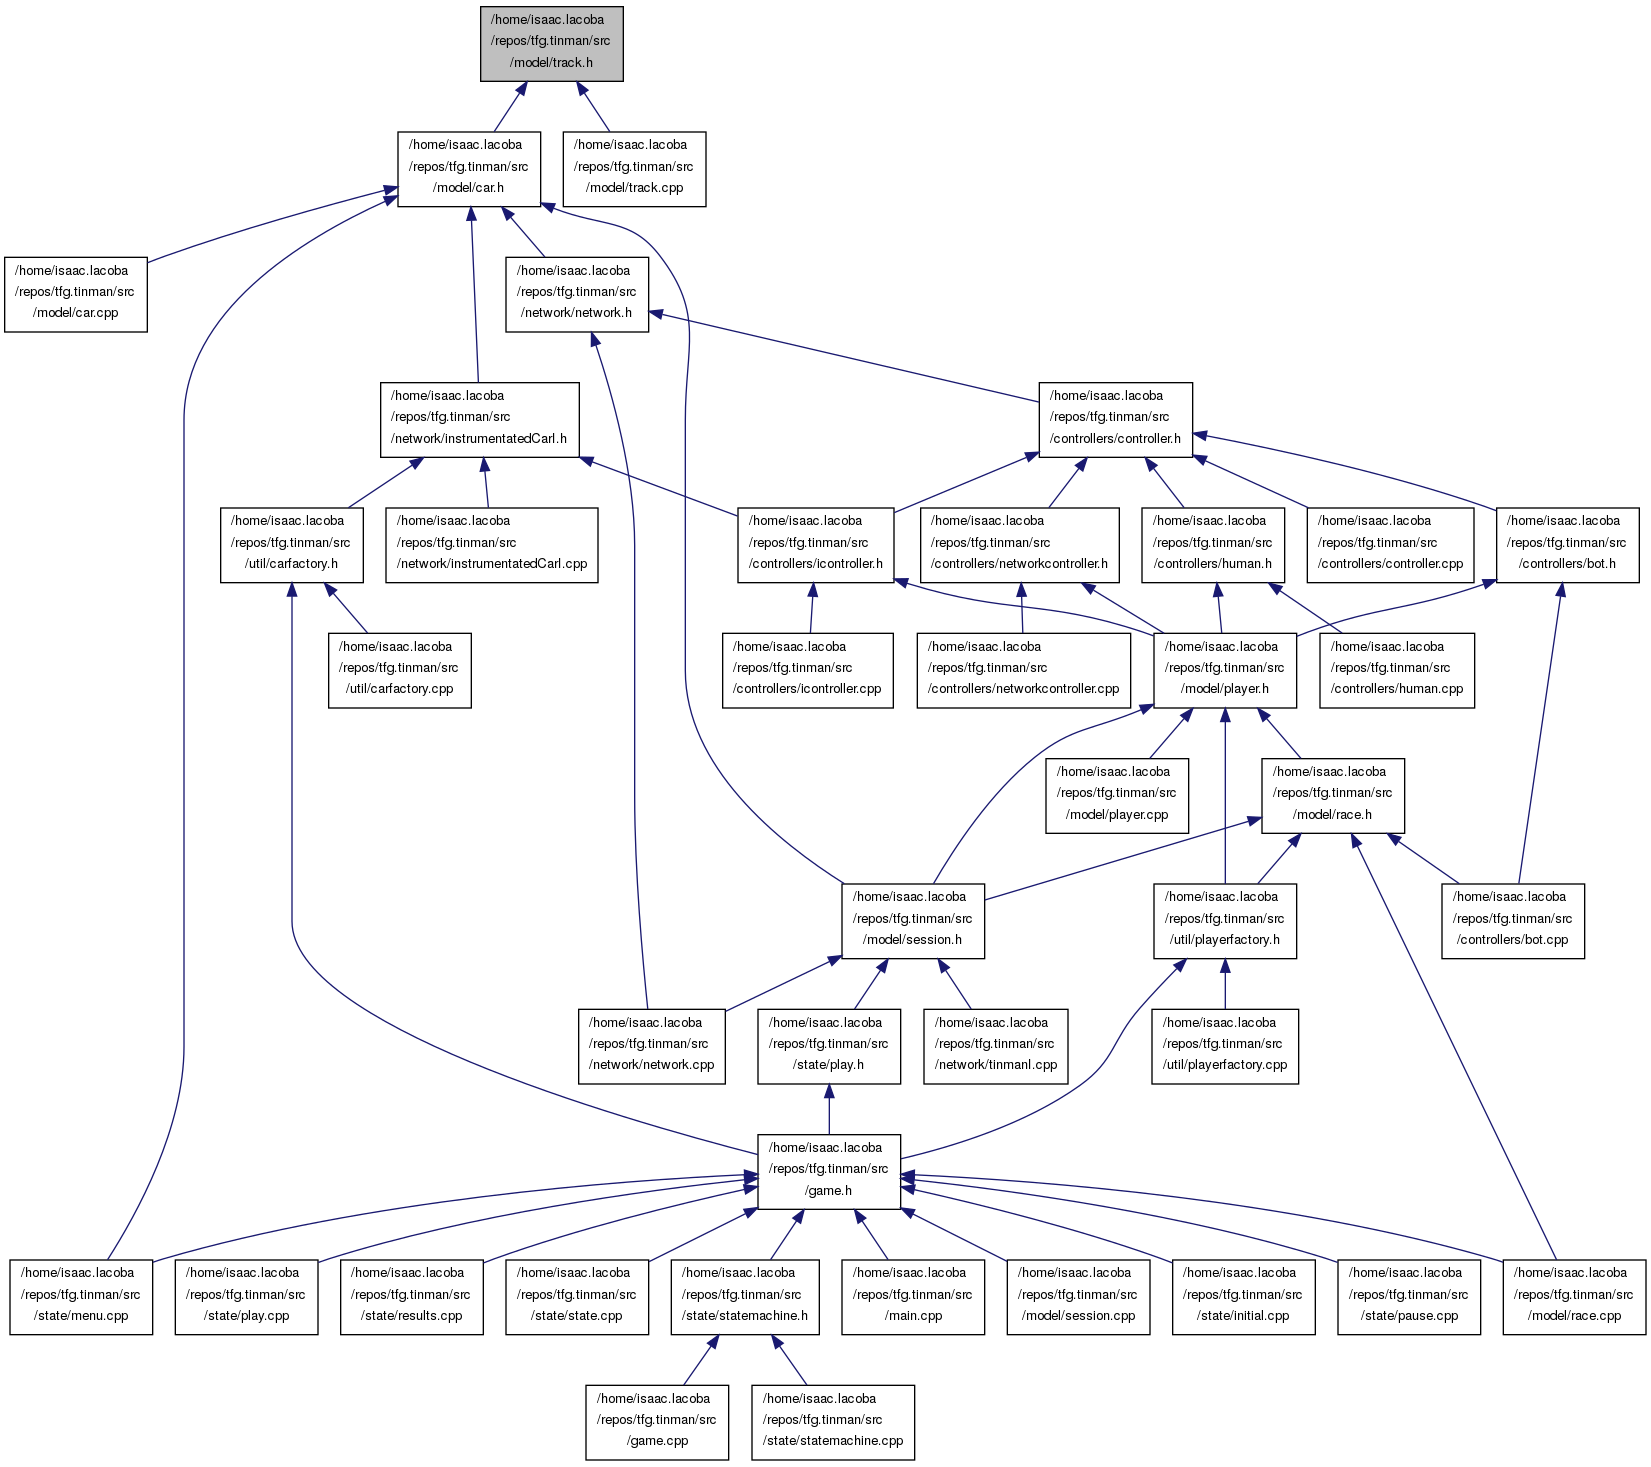 /home/isaac.lacoba
/repos/tfg.tinman/src
/model/track.h
/home/isaac.lacoba
/repos/tfg.tinman/src
/model/car.h
/home/isaac.lacoba
/repos/tfg.tinman/src
/model/track.cpp
/home/isaac.lacoba
/repos/tfg.tinman/src
/model/car.cpp
/home/isaac.lacoba
/repos/tfg.tinman/src
/network/network.h
/home/isaac.lacoba
/repos/tfg.tinman/src
/network/instrumentatedCarI.h
/home/isaac.lacoba
/repos/tfg.tinman/src
/controllers/controller.h
/home/isaac.lacoba
/repos/tfg.tinman/src
/util/carfactory.h
/home/isaac.lacoba
/repos/tfg.tinman/src
/network/instrumentatedCarI.cpp
/home/isaac.lacoba
/repos/tfg.tinman/src
/controllers/icontroller.h
/home/isaac.lacoba
/repos/tfg.tinman/src
/controllers/networkcontroller.h
/home/isaac.lacoba
/repos/tfg.tinman/src
/controllers/human.h
/home/isaac.lacoba
/repos/tfg.tinman/src
/controllers/controller.cpp
/home/isaac.lacoba
/repos/tfg.tinman/src
/controllers/bot.h
/home/isaac.lacoba
/repos/tfg.tinman/src
/util/carfactory.cpp
/home/isaac.lacoba
/repos/tfg.tinman/src
/controllers/icontroller.cpp
/home/isaac.lacoba
/repos/tfg.tinman/src
/controllers/networkcontroller.cpp
/home/isaac.lacoba
/repos/tfg.tinman/src
/model/player.h
/home/isaac.lacoba
/repos/tfg.tinman/src
/controllers/human.cpp
/home/isaac.lacoba
/repos/tfg.tinman/src
/model/player.cpp
/home/isaac.lacoba
/repos/tfg.tinman/src
/model/race.h
/home/isaac.lacoba
/repos/tfg.tinman/src
/model/session.h
/home/isaac.lacoba
/repos/tfg.tinman/src
/util/playerfactory.h
/home/isaac.lacoba
/repos/tfg.tinman/src
/controllers/bot.cpp
/home/isaac.lacoba
/repos/tfg.tinman/src
/network/network.cpp
/home/isaac.lacoba
/repos/tfg.tinman/src
/state/play.h
/home/isaac.lacoba
/repos/tfg.tinman/src
/network/tinmanI.cpp
/home/isaac.lacoba
/repos/tfg.tinman/src
/util/playerfactory.cpp
/home/isaac.lacoba
/repos/tfg.tinman/src
/game.h
/home/isaac.lacoba
/repos/tfg.tinman/src
/state/menu.cpp
/home/isaac.lacoba
/repos/tfg.tinman/src
/state/play.cpp
/home/isaac.lacoba
/repos/tfg.tinman/src
/state/results.cpp
/home/isaac.lacoba
/repos/tfg.tinman/src
/state/state.cpp
/home/isaac.lacoba
/repos/tfg.tinman/src
/state/statemachine.h
/home/isaac.lacoba
/repos/tfg.tinman/src
/main.cpp
/home/isaac.lacoba
/repos/tfg.tinman/src
/model/session.cpp
/home/isaac.lacoba
/repos/tfg.tinman/src
/state/initial.cpp
/home/isaac.lacoba
/repos/tfg.tinman/src
/state/pause.cpp
/home/isaac.lacoba
/repos/tfg.tinman/src
/model/race.cpp
/home/isaac.lacoba
/repos/tfg.tinman/src
/game.cpp
/home/isaac.lacoba
/repos/tfg.tinman/src
/state/statemachine.cpp